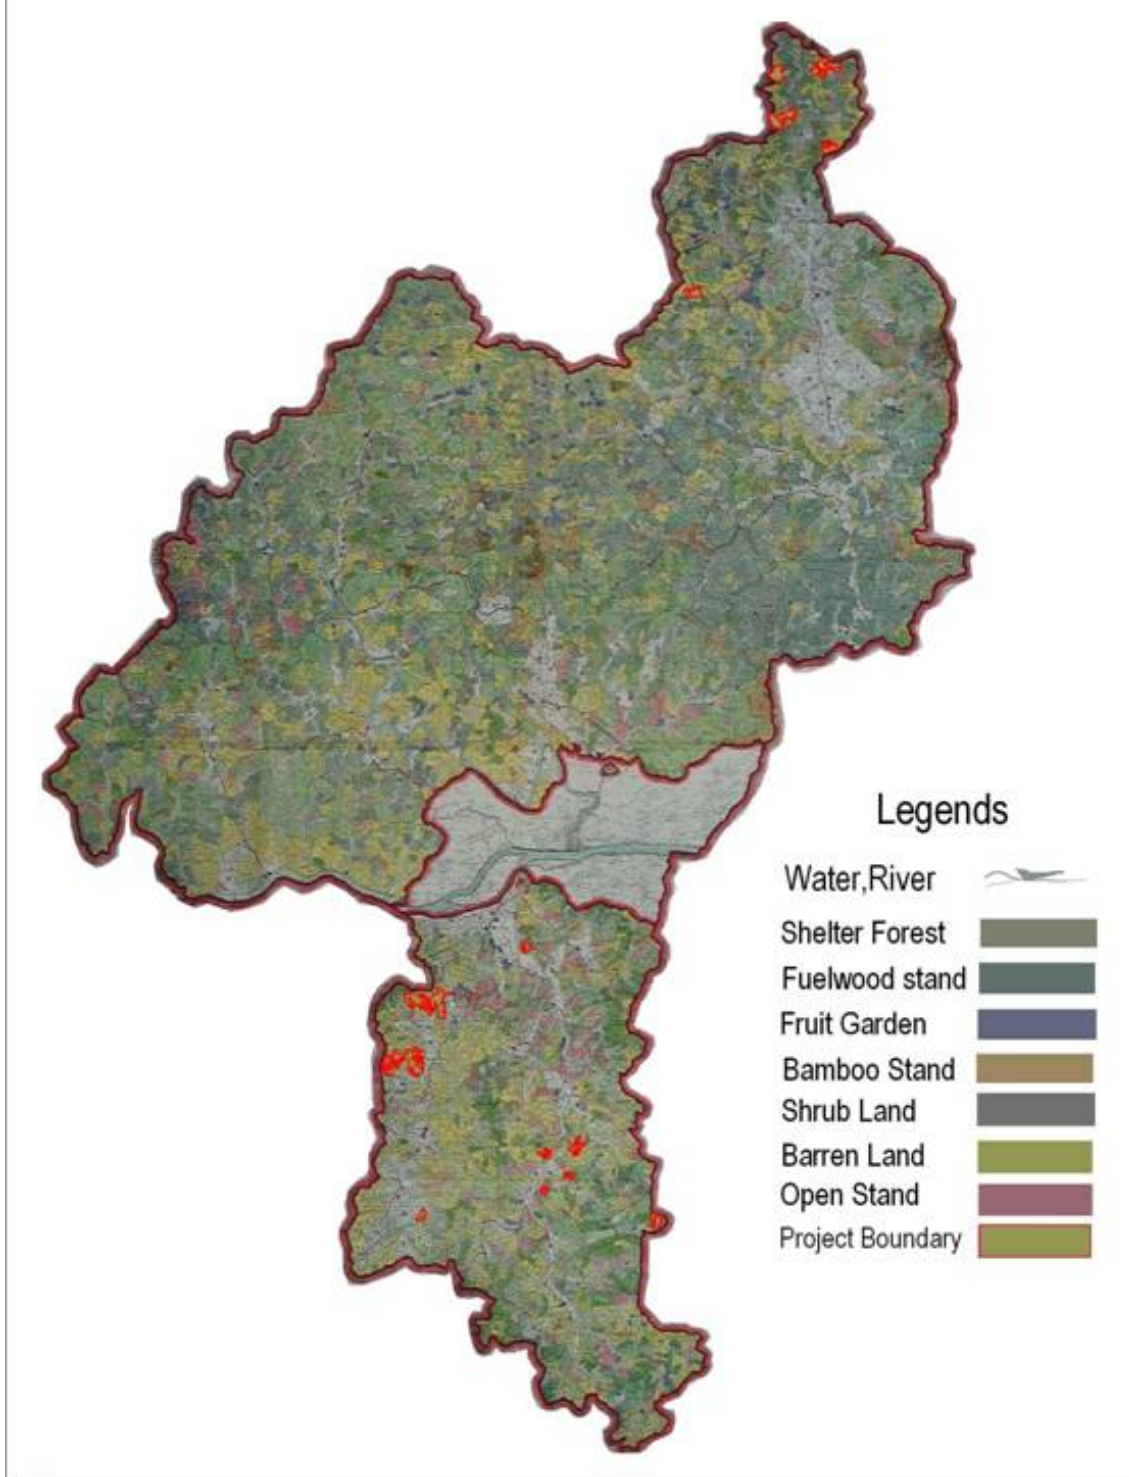 Legends
Water,River
Shelter Forest
Fuelwood stand
Fruit Garden
Bamboo Stand
Shrub Land
Barren Land
Open Stand
Project Boundary